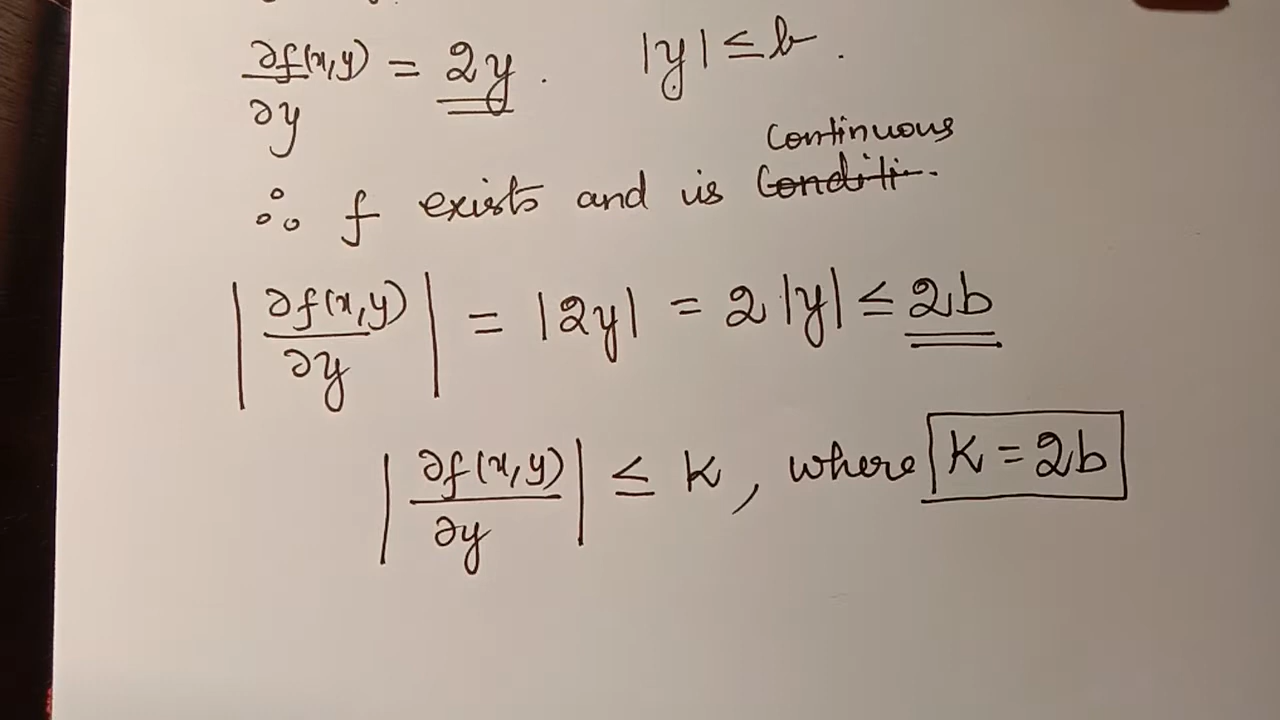 ∂f(x,y)/∂y = 2y . |y| ≤ b .
continuous
∴ f exists and is Conditi-
|∂f(x,y)/∂y| = |2y| = 2|y| ≤ 2b
|∂f(x,y)/∂y| ≤ K, where K = 2b